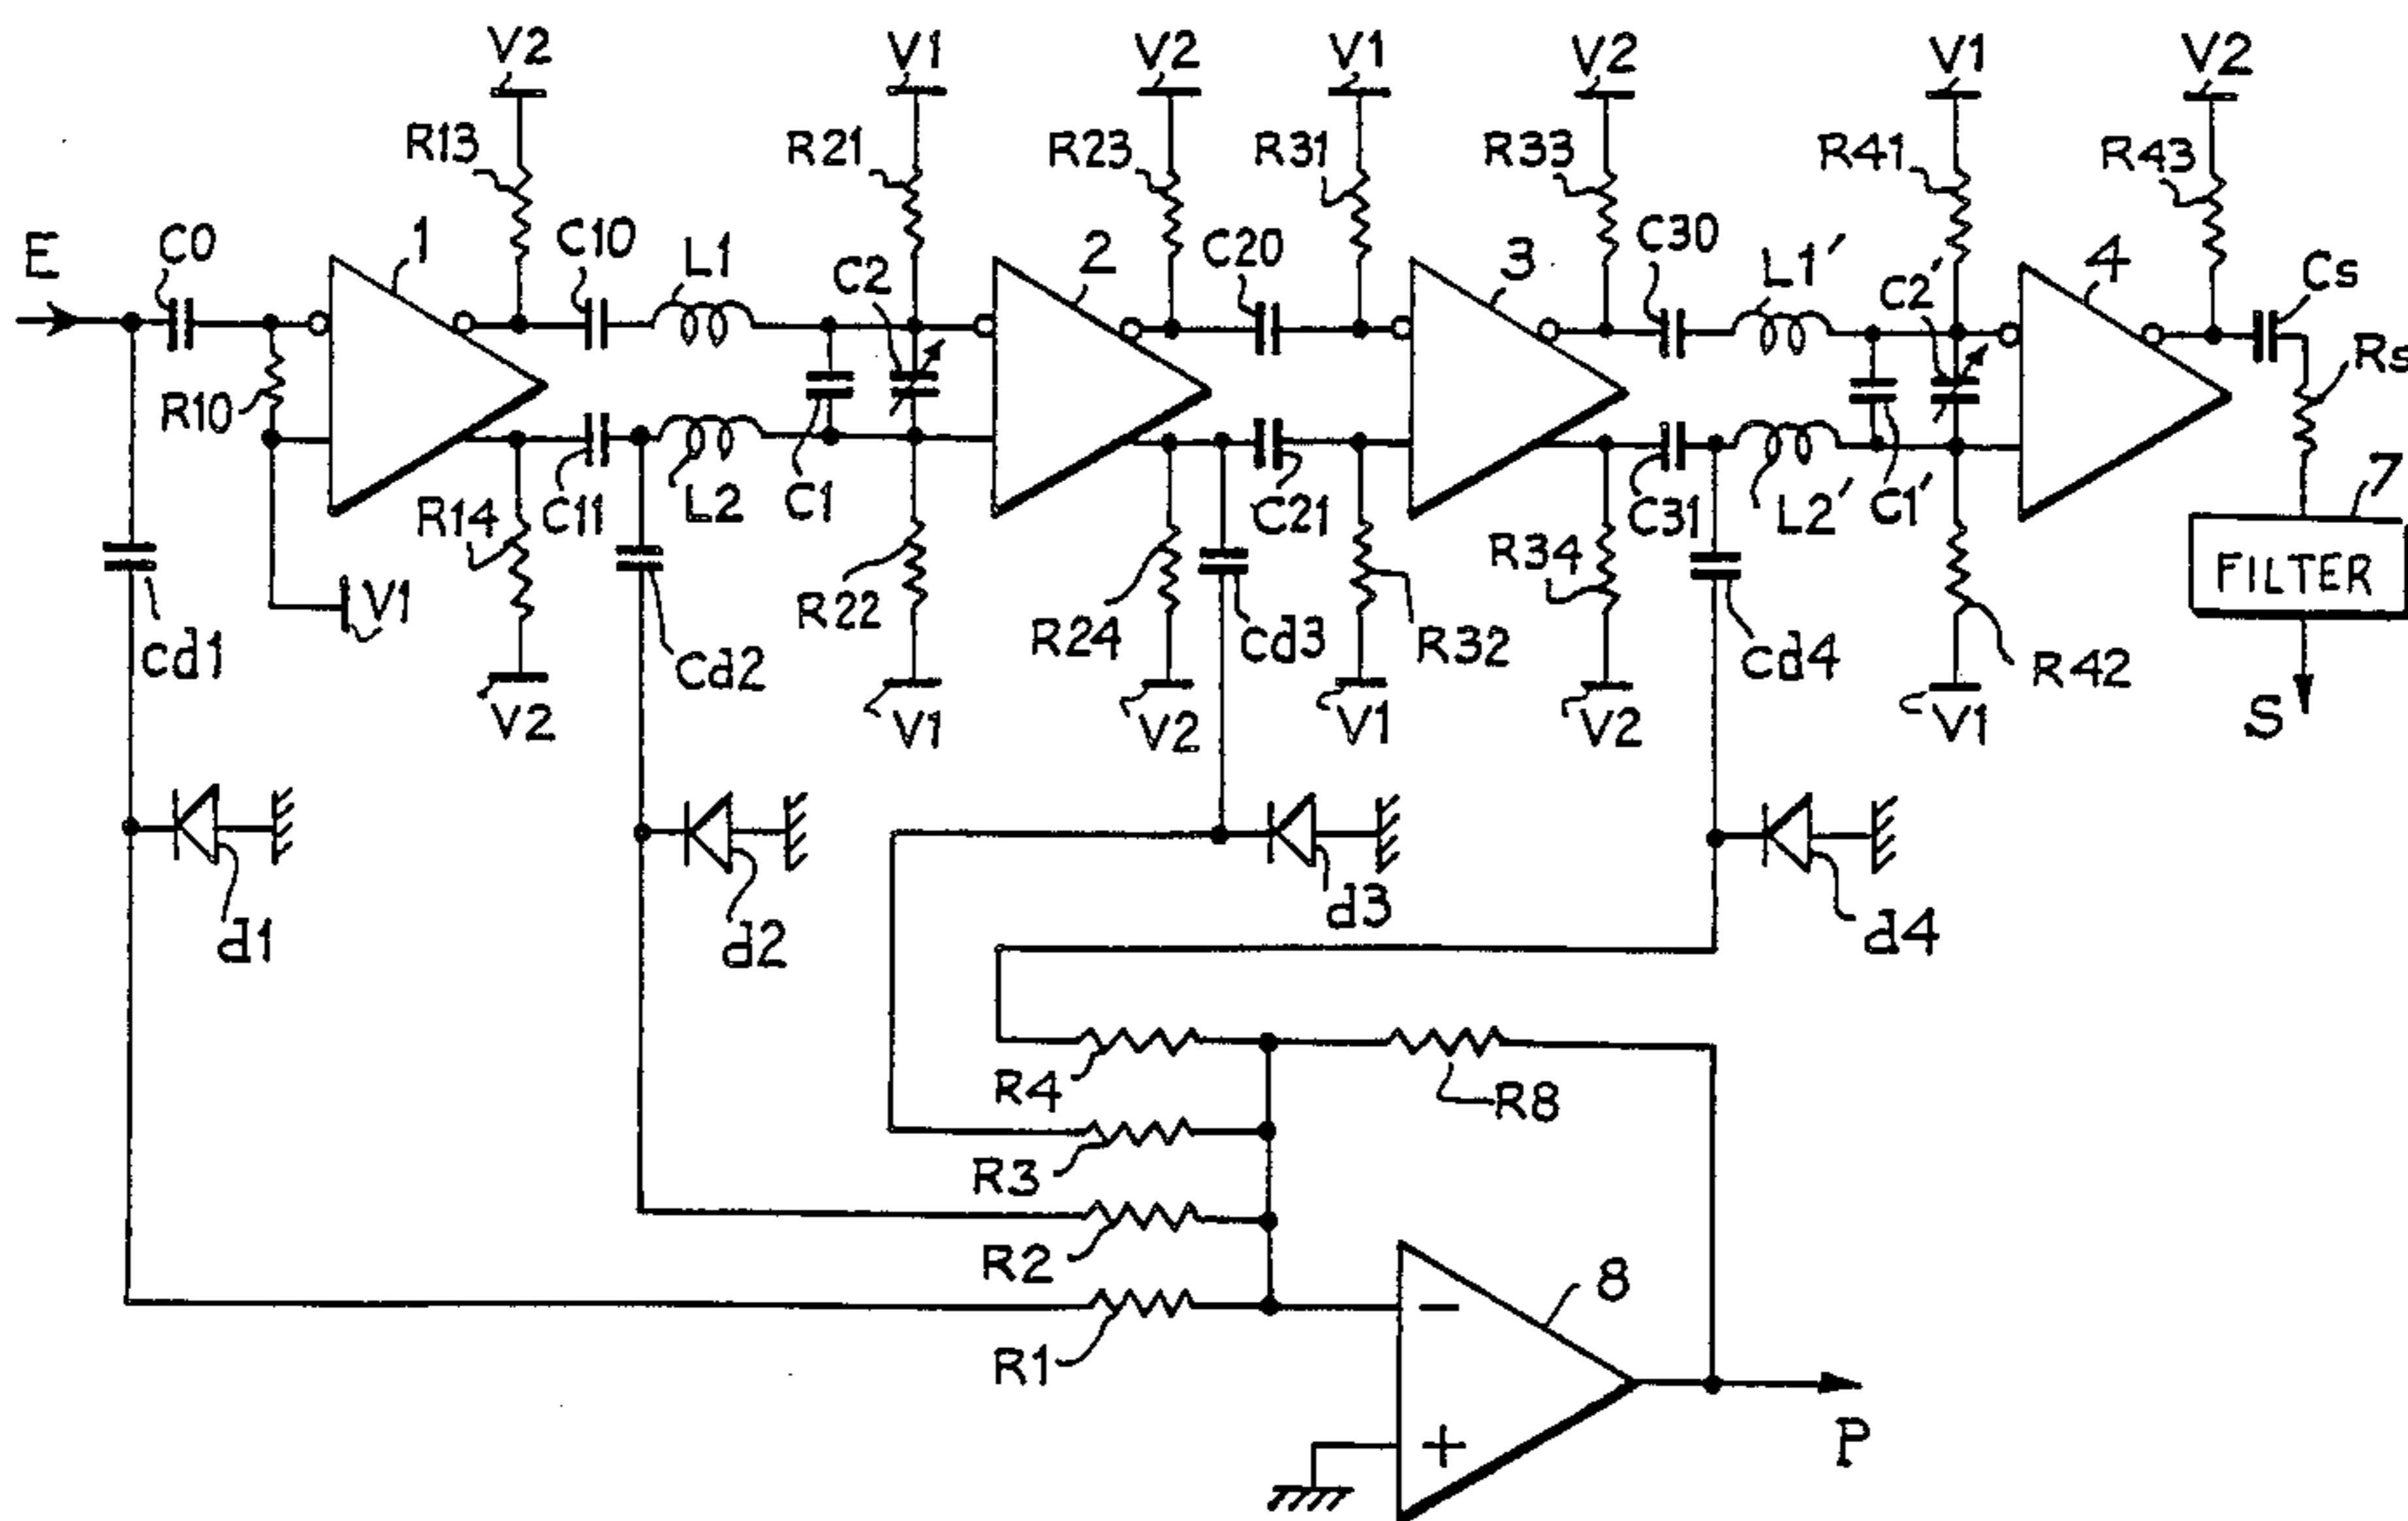 V2 V1 V2 V1 V2 V1 V2
R13 R21 R23 R31 R33 R41 R43
E C0 1 C10 L1 C2 2 C20 3 C30 L1′ C2′ 4 Cs
Rs
R10
R14 C11 L2 C1 C21 C31 L2′ C1′ 7
R34 FILTER
V1 R22 R24 Cd3 R32
cd1 Cd2 Cd4 R42
V2 V1 V2 V1 V2 V1 S
d1 d2 d3 d4
R4 R8
R3
R2 8
R1 −
+ P